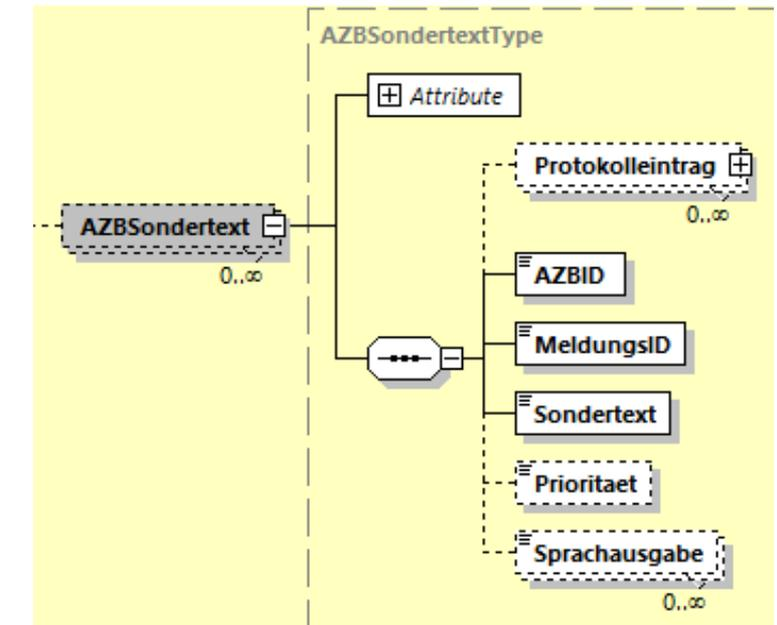 AZBSondertextType
Attribute
Protokolleintrag
0..∞
AZBSondertext
0..∞
AZBID
MeldungsID
Sondertext
Prioritaet
Sprachausgabe
0..∞